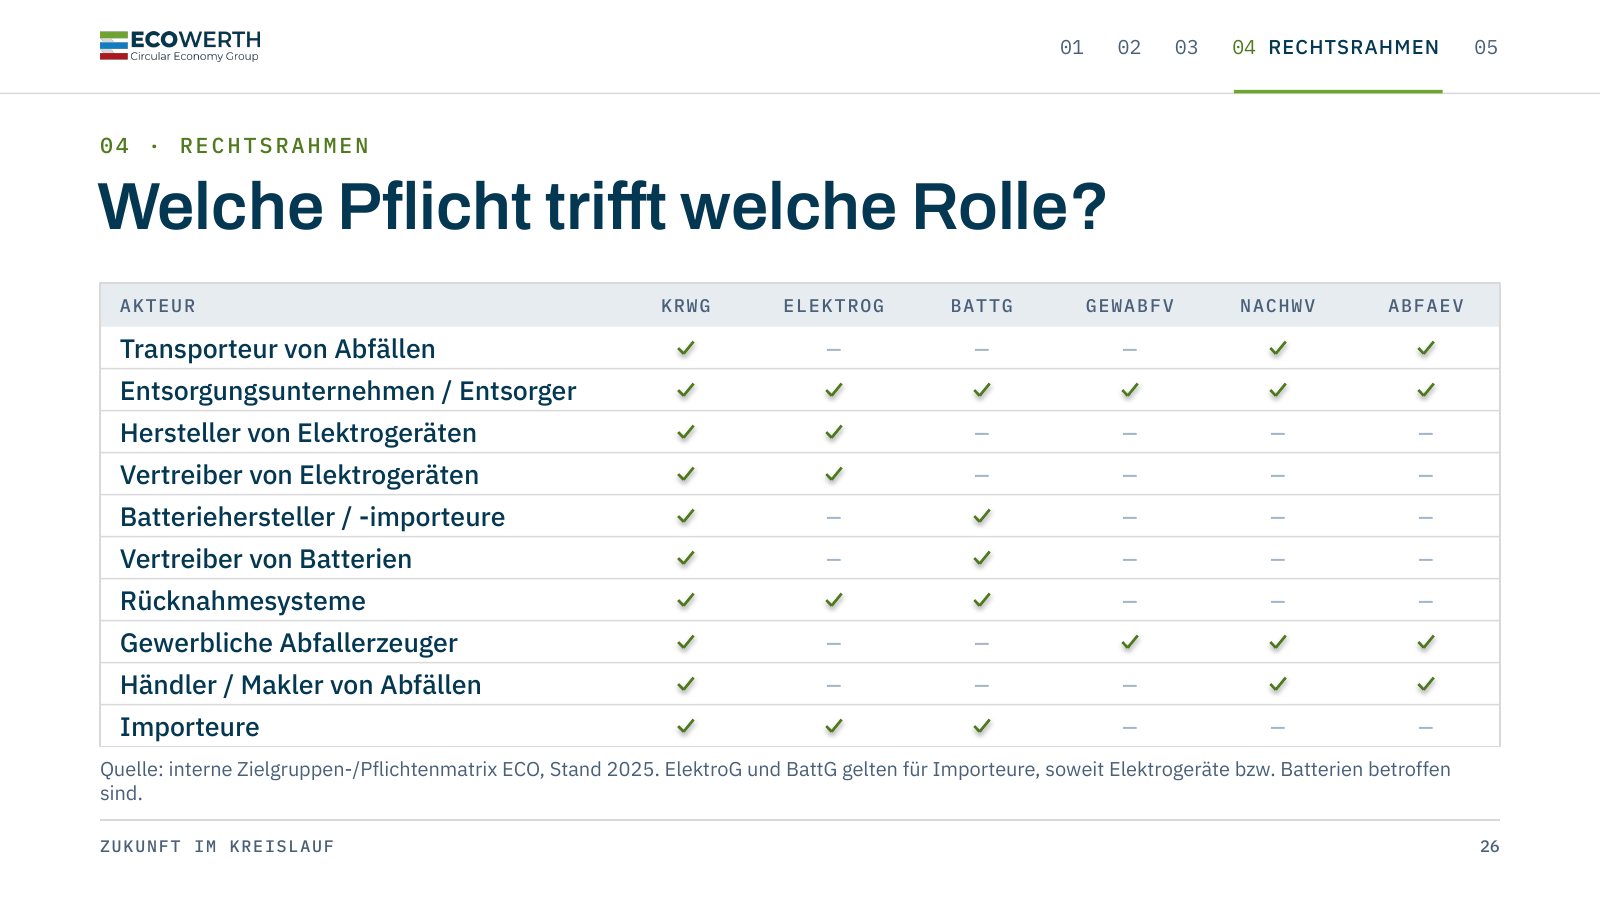 ECOWERTH
Circular Economy Group
01 02 03 04 RECHTSRAHMEN 05
04 · RECHTSRAHMEN
Welche Pflicht trifft welche Rolle?
AKTEUR KRWG ELEKTROG BATTG GEWABFV NACHWV ABFAEV
Transporteur von Abfällen ✓ – – – ✓ ✓
Entsorgungsunternehmen / Entsorger ✓ ✓ ✓ ✓ ✓ ✓
Hersteller von Elektrogeräten ✓ ✓ – – – –
Vertreiber von Elektrogeräten ✓ ✓ – – – –
Batteriehersteller / -importeure ✓ – ✓ – – –
Vertreiber von Batterien ✓ – ✓ – – –
Rücknahmesysteme ✓ ✓ ✓ – – –
Gewerbliche Abfallerzeuger ✓ – – ✓ ✓ ✓
Händler / Makler von Abfällen ✓ – – – ✓ ✓
Importeure ✓ ✓ ✓ – – –
Quelle: interne Zielgruppen-/Pflichtenmatrix ECO, Stand 2025. ElektroG und BattG gelten für Importeure, soweit Elektrogeräte bzw. Batterien betroffen
sind.
ZUKUNFT IM KREISLAUF 26